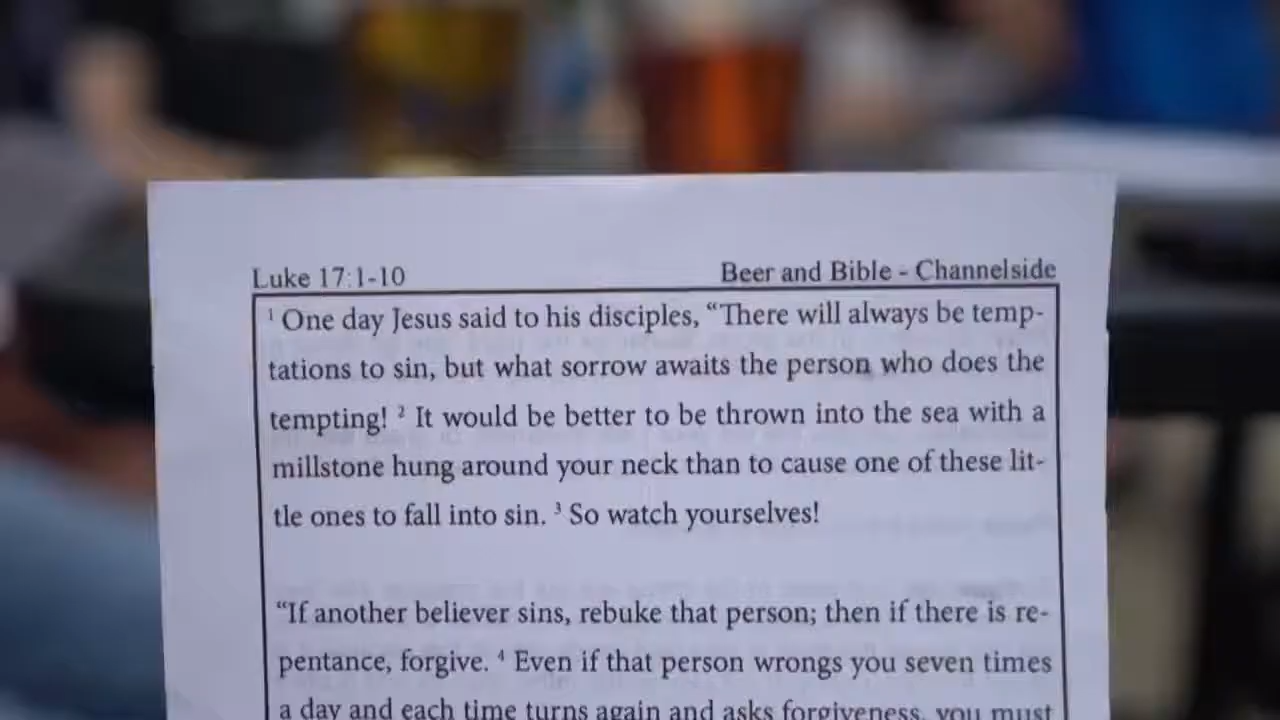 Luke 17:1-10 Beer and Bible - Channelside
¹ One day Jesus said to his disciples, “There will always be temp-
tations to sin, but what sorrow awaits the person who does the
tempting! ² It would be better to be thrown into the sea with a
millstone hung around your neck than to cause one of these lit-
tle ones to fall into sin. ³ So watch yourselves!
“If another believer sins, rebuke that person; then if there is re-
pentance, forgive. ⁴ Even if that person wrongs you seven times
a day and each time turns again and asks forgiveness, you must